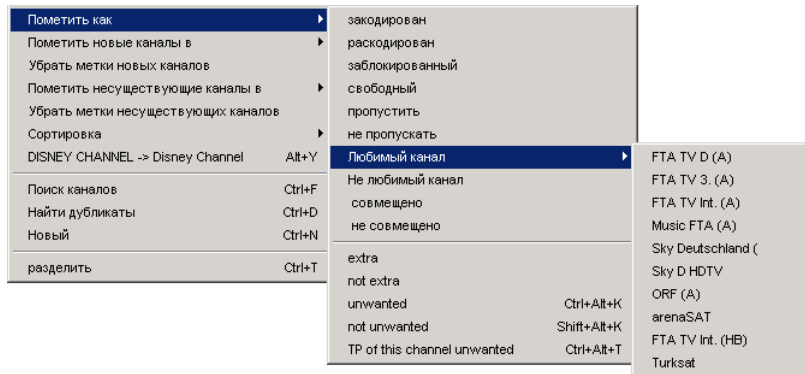 Пометить как
Пометить новые каналы в
Убрать метки новых каналов
Пометить несуществующие каналы в
Убрать метки несуществующих каналов
Сортировка
DISNEY CHANNEL -> Disney Channel Alt+Y
Поиск каналов Ctrl+F
Найти дубликаты Ctrl+D
Новый Ctrl+N
разделить Ctrl+T
закодирован
раскодирован
заблокированный
свободный
пропустить
не пропускать
Любимый канал
Не любимый канал
совмещено
не совмещено
extra
not extra
unwanted Ctrl+Alt+K
not unwanted Shift+Alt+K
TP of this channel unwanted Ctrl+Alt+T
FTA TV D (A)
FTA TV 3. (A)
FTA TV Int. (A)
Music FTA (A)
Sky Deutschland (
Sky D HDTV
ORF (A)
arenaSAT
FTA TV Int. (HB)
Turksat